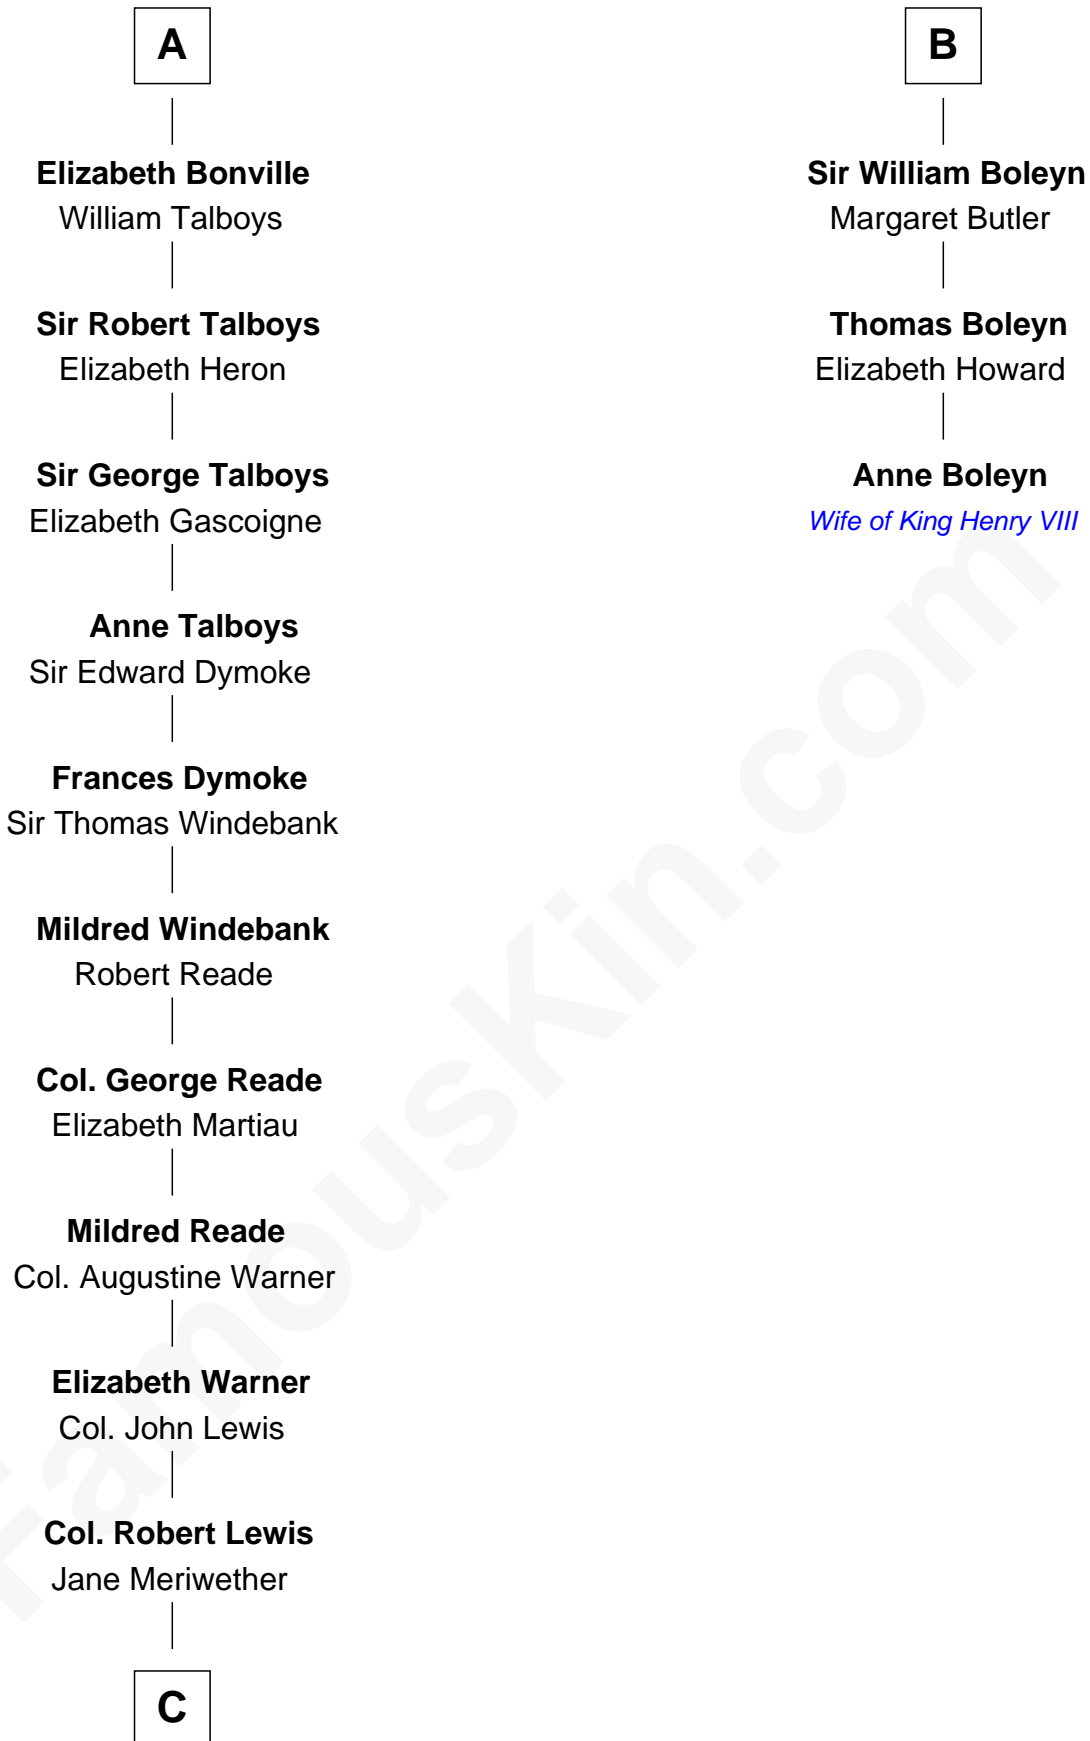 A
Elizabeth Bonville
William Talboys
Sir Robert Talboys
Elizabeth Heron
Sir George Talboys
Elizabeth Gascoigne
Anne Talboys
Sir Edward Dymoke
Frances Dymoke
Sir Thomas Windebank
Mildred Windebank
Robert Reade
Col. George Reade
Elizabeth Martiau
Mildred Reade
Col. Augustine Warner
Elizabeth Warner
Col. John Lewis
Col. Robert Lewis
Jane Meriwether
C
B
Sir William Boleyn
Margaret Butler
Thomas Boleyn
Elizabeth Howard
Anne Boleyn
Wife of King Henry VIII
FamousKin.com